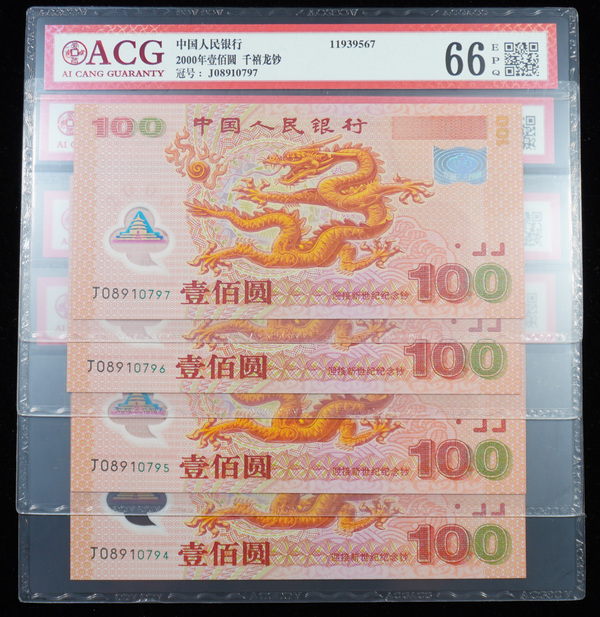 ACG
AI CANG GUARANTY
中国人民银行
2000年壹佰圆 千禧龙钞
冠号: J08910797
11939567
66
EPQ
100
中国人民银行
100
J08910797
壹佰圆
迎接新世纪纪念钞
100
J08910796
壹佰圆
迎接新世纪纪念钞
100
J08910795
壹佰圆
迎接新世纪纪念钞
100
J08910794
壹佰圆
迎接新世纪纪念钞
100